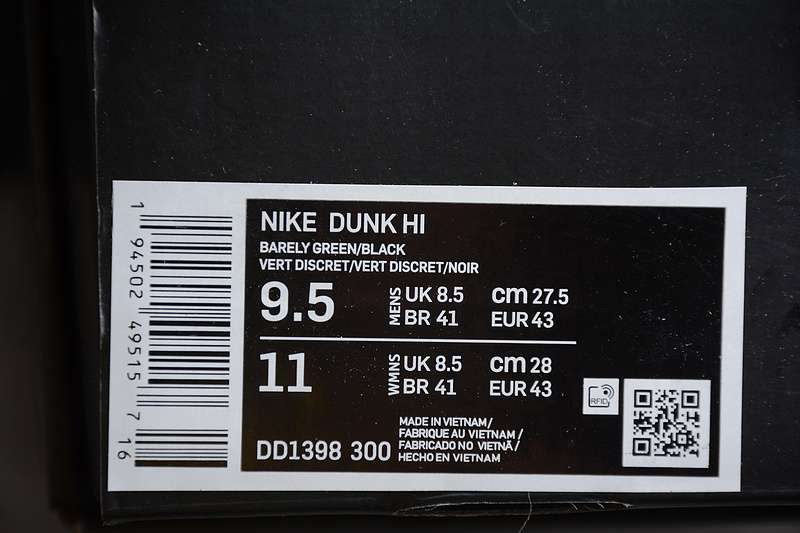 NIKE DUNK HI
BARELY GREEN/BLACK
VERT DISCRET/VERT DISCRET/NOIR
9.5 MENS UK 8.5 cm 27.5
BR 41 EUR 43
11 WMNS UK 8.5 cm 28
BR 41 EUR 43
DD1398 300
MADE IN VIETNAM/
FABRIQUE AU VIETNAM /
FABRICADO NO VIETNÃ/
HECHO EN VIETNAM
RFID
1 94502 49515 7 16